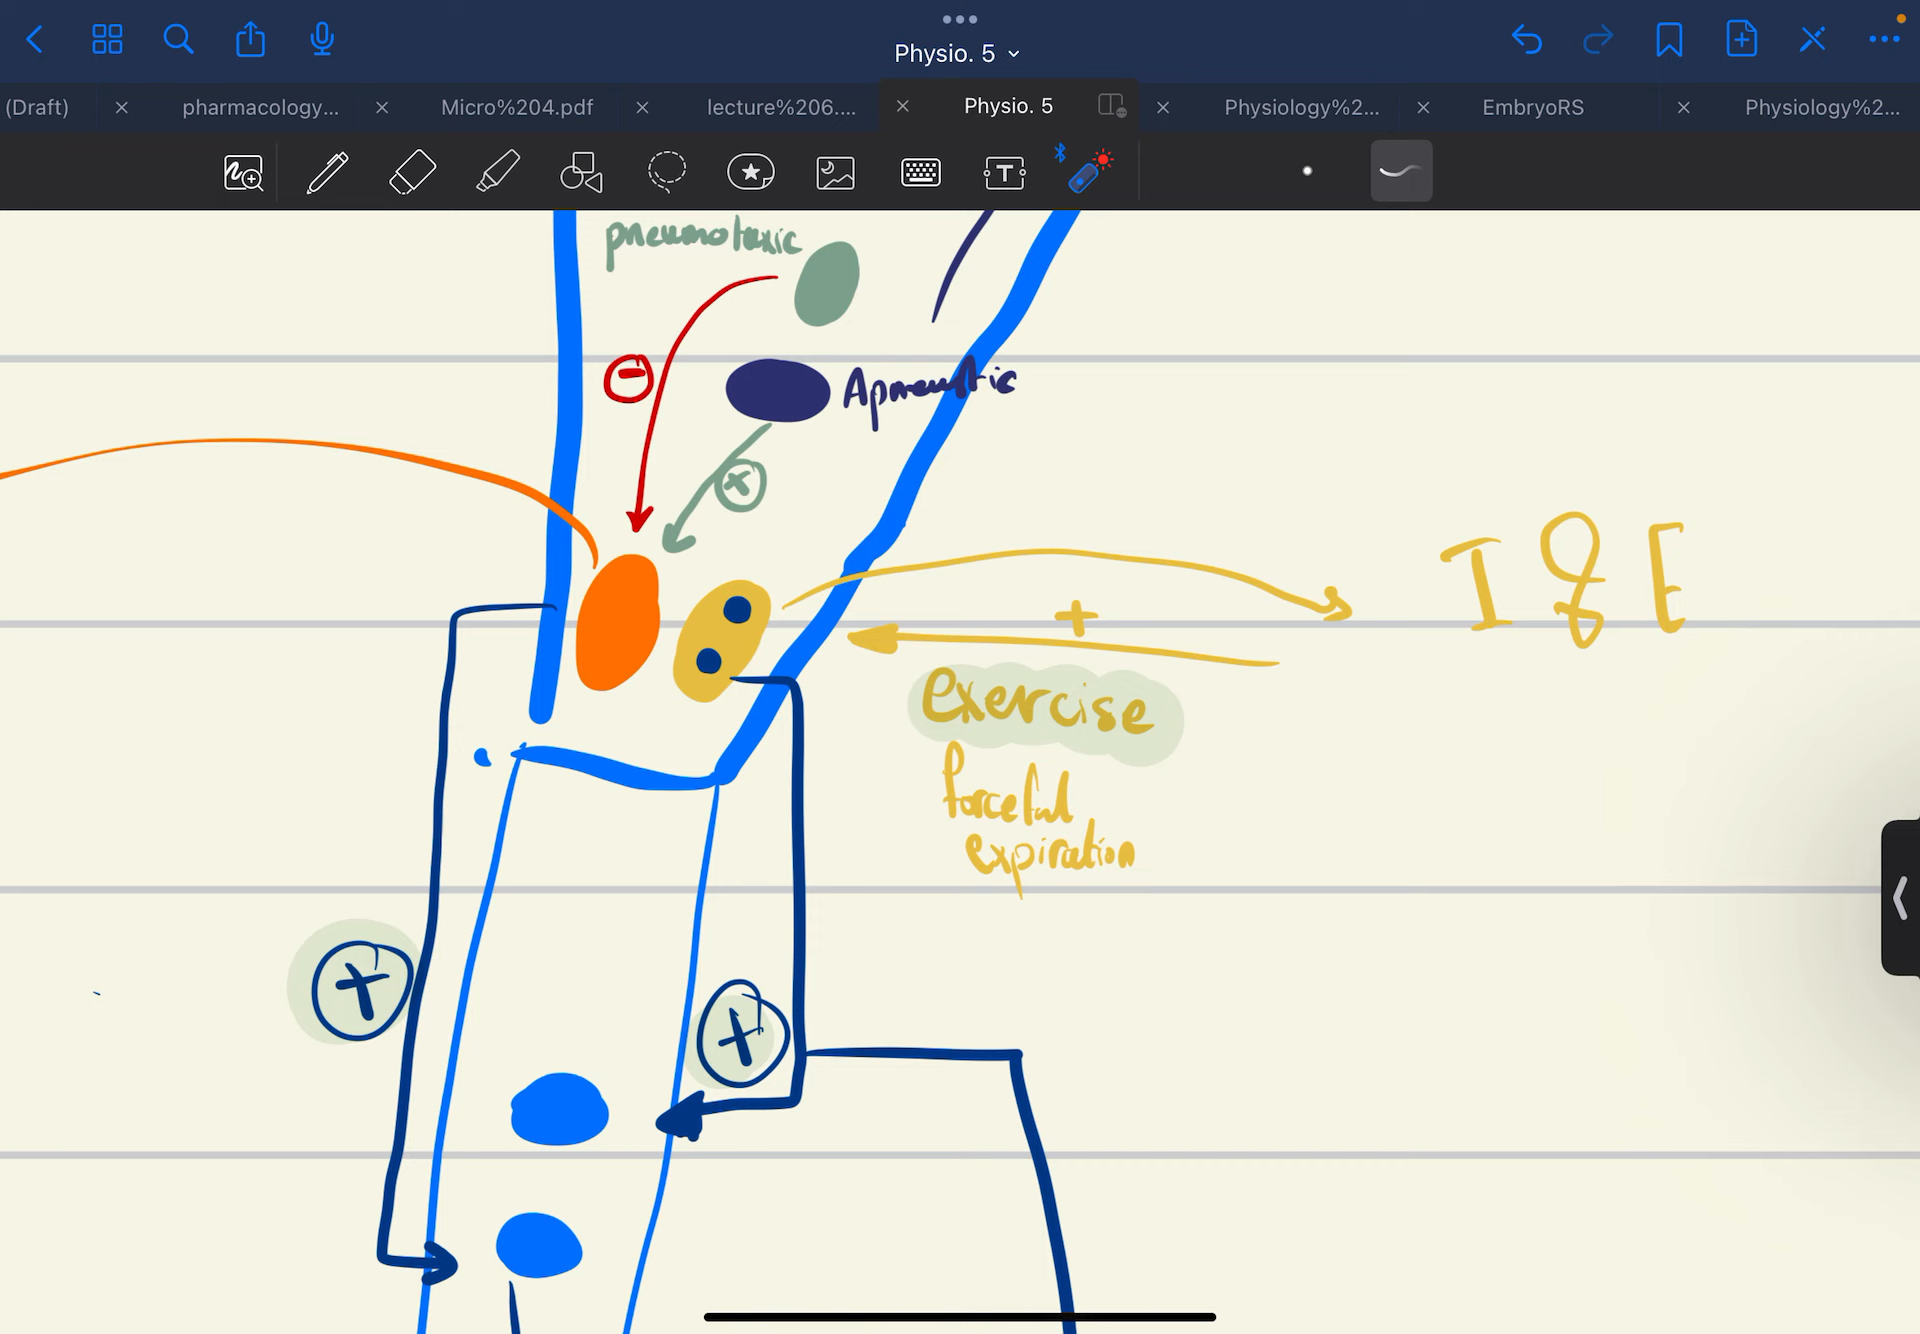 Physio. 5
(Draft)
pharmacology...
Micro%204.pdf
lecture%206....
Physio. 5
Physiology%2...
EmbryoRS
Physiology%2...
pneumotaxic
Apneustic
I & E
+
exercise
forceful
expiration
+
+